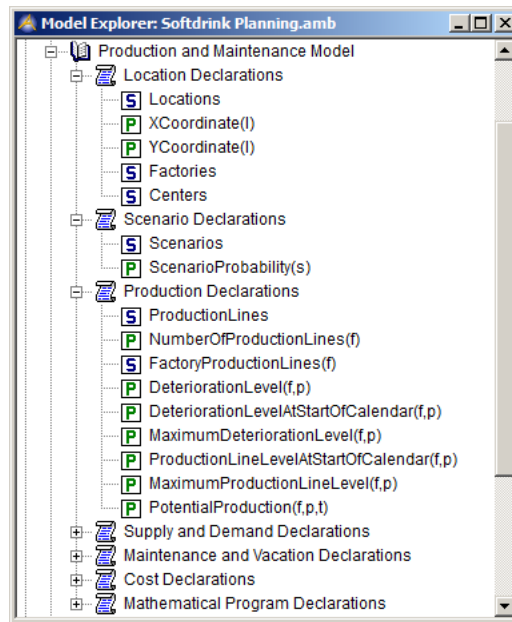 Model Explorer: Softdrink Planning.amb
Production and Maintenance Model
Location Declarations
S Locations
P XCoordinate(l)
P YCoordinate(l)
S Factories
S Centers
Scenario Declarations
S Scenarios
P ScenarioProbability(s)
Production Declarations
S ProductionLines
P NumberOfProductionLines(f)
S FactoryProductionLines(f)
P DeteriorationLevel(f,p)
P DeteriorationLevelAtStartOfCalendar(f,p)
P MaximumDeteriorationLevel(f,p)
P ProductionLineLevelAtStartOfCalendar(f,p)
P MaximumProductionLineLevel(f,p)
P PotentialProduction(f,p,t)
Supply and Demand Declarations
Maintenance and Vacation Declarations
Cost Declarations
Mathematical Program Declarations